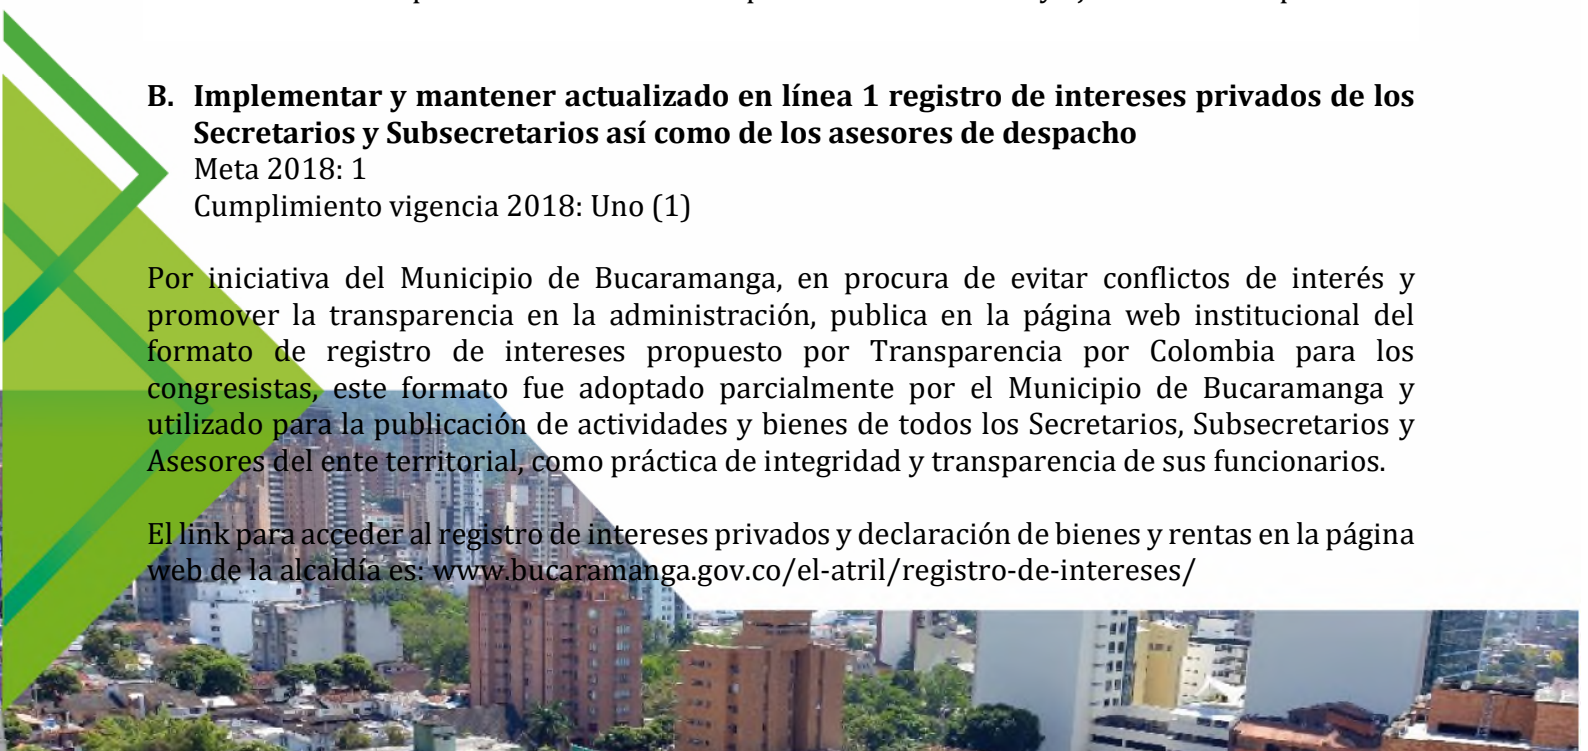 B. Implementar y mantener actualizado en línea 1 registro de intereses privados de los
Secretarios y Subsecretarios así como de los asesores de despacho
Meta 2018: 1
Cumplimiento vigencia 2018: Uno (1)
Por iniciativa del Municipio de Bucaramanga, en procura de evitar conflictos de interés y
promover la transparencia en la administración, publica en la página web institucional del
formato de registro de intereses propuesto por Transparencia por Colombia para los
congresistas, este formato fue adoptado parcialmente por el Municipio de Bucaramanga y
utilizado para la publicación de actividades y bienes de todos los Secretarios, Subsecretarios y
Asesores del ente territorial, como práctica de integridad y transparencia de sus funcionarios.
El link para acceder al registro de intereses privados y declaración de bienes y rentas en la página
web de la alcaldía es: www.bucaramanga.gov.co/el-atril/registro-de-intereses/